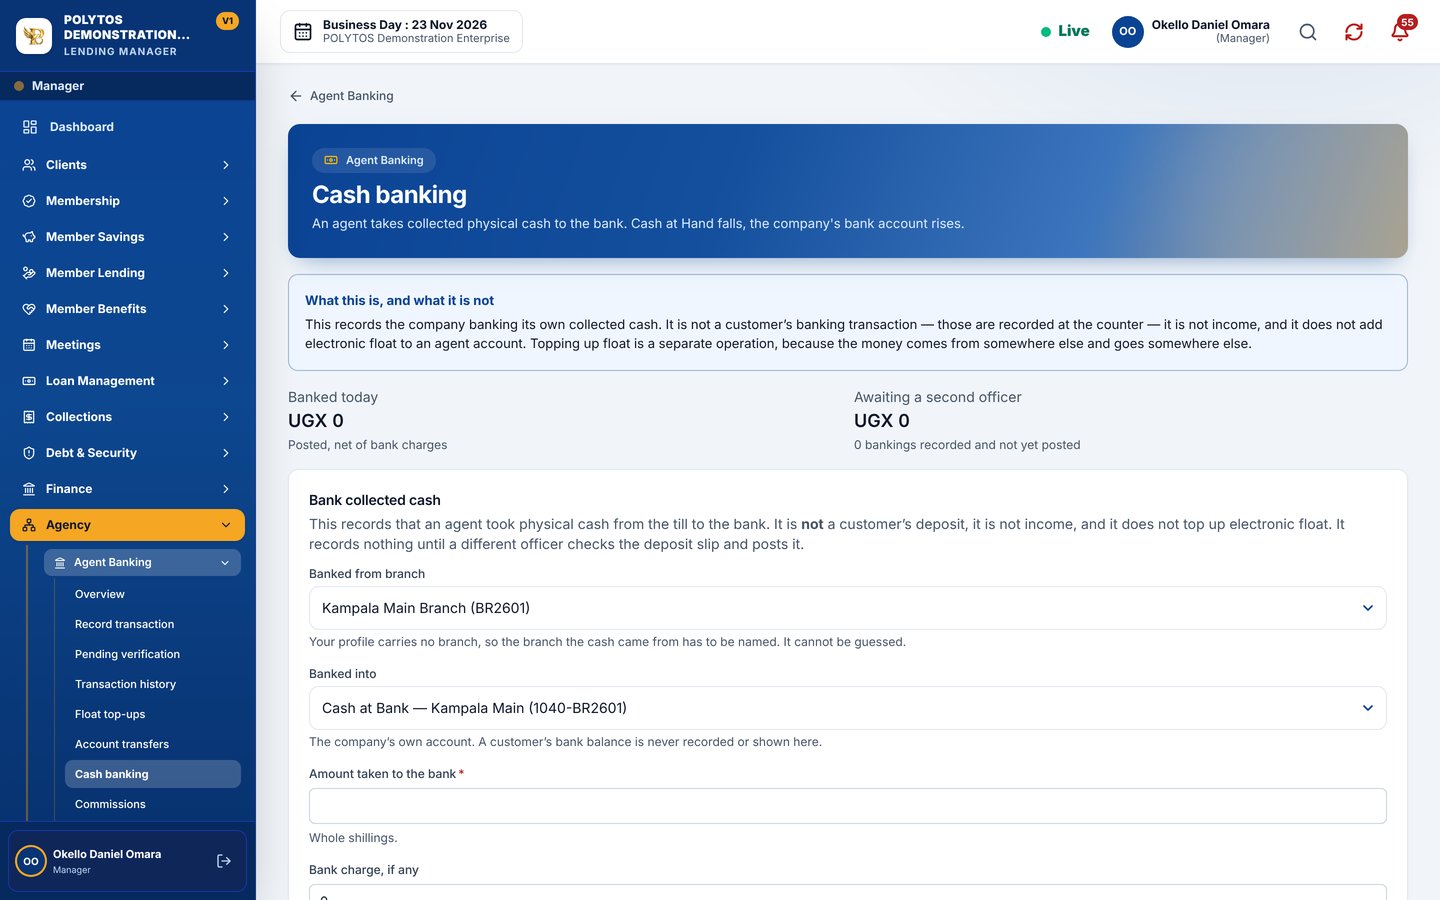 POLYTOS
DEMONSTRATION...
LENDING MANAGER
V1
Manager
Dashboard
Clients
Membership
Member Savings
Member Lending
Member Benefits
Meetings
Loan Management
Collections
Debt & Security
Finance
Agency
Agent Banking
Overview
Record transaction
Pending verification
Transaction history
Float top-ups
Account transfers
Cash banking
Commissions
OO
Okello Daniel Omara
Manager
Business Day : 23 Nov 2026
POLYTOS Demonstration Enterprise
Live
OO
Okello Daniel Omara
(Manager)
55
Agent Banking
Agent Banking
Cash banking
An agent takes collected physical cash to the bank. Cash at Hand falls, the company's bank account rises.
What this is, and what it is not
This records the company banking its own collected cash. It is not a customer’s banking transaction — those are recorded at the counter — it is not income, and it does not add
electronic float to an agent account. Topping up float is a separate operation, because the money comes from somewhere else and goes somewhere else.
Banked today
UGX 0
Posted, net of bank charges
Awaiting a second officer
UGX 0
0 bankings recorded and not yet posted
Bank collected cash
This records that an agent took physical cash from the till to the bank. It is not a customer’s deposit, it is not income, and it does not top up electronic float. It
records nothing until a different officer checks the deposit slip and posts it.
Banked from branch
Kampala Main Branch (BR2601)
Your profile carries no branch, so the branch the cash came from has to be named. It cannot be guessed.
Banked into
Cash at Bank — Kampala Main (1040-BR2601)
The company’s own account. A customer’s bank balance is never recorded or shown here.
Amount taken to the bank *
Whole shillings.
Bank charge, if any